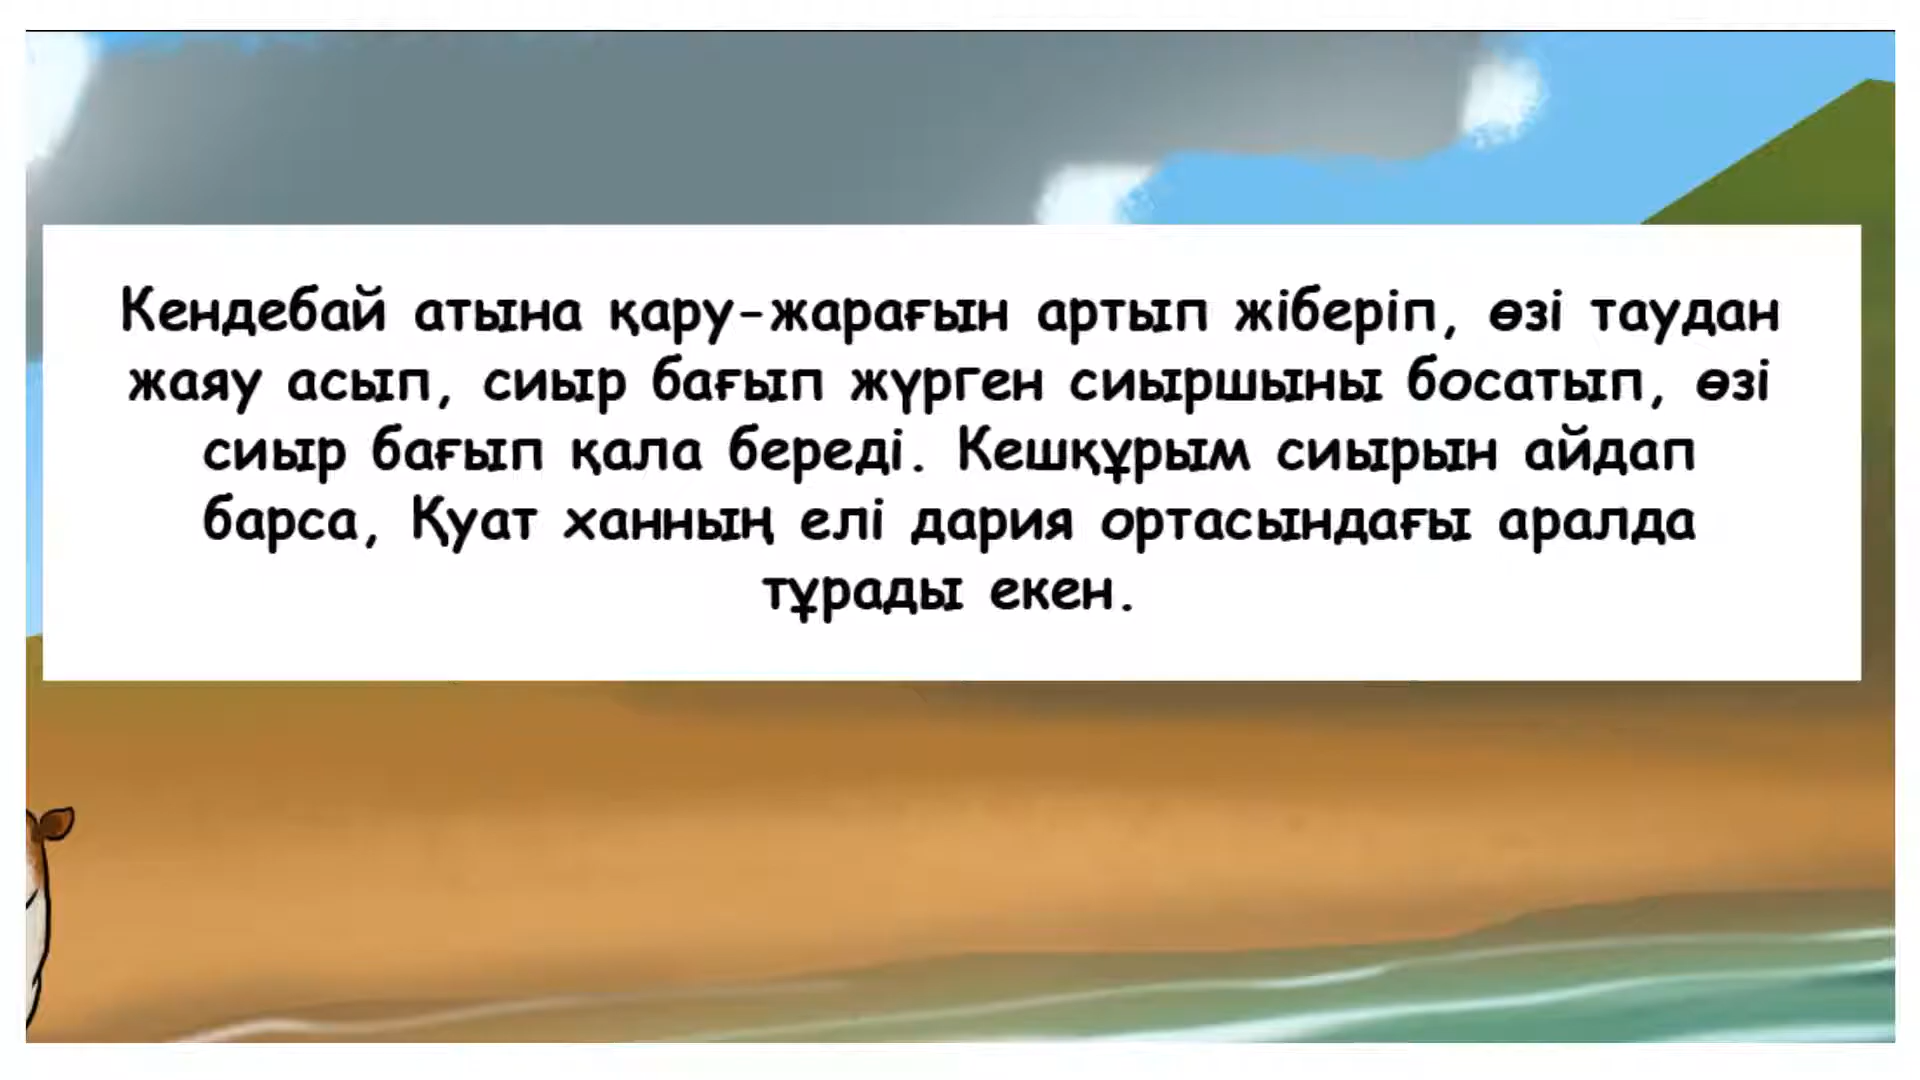 Кендебай атына қару-жарағын артып жіберіп, өзі таудан
жаяу асып, сиыр бағып жүрген сиыршыны босатып, өзі
сиыр бағып қала береді. Кешқұрым сиырын айдап
барса, Қуат ханның елі дария ортасындағы аралда
тұрады екен.